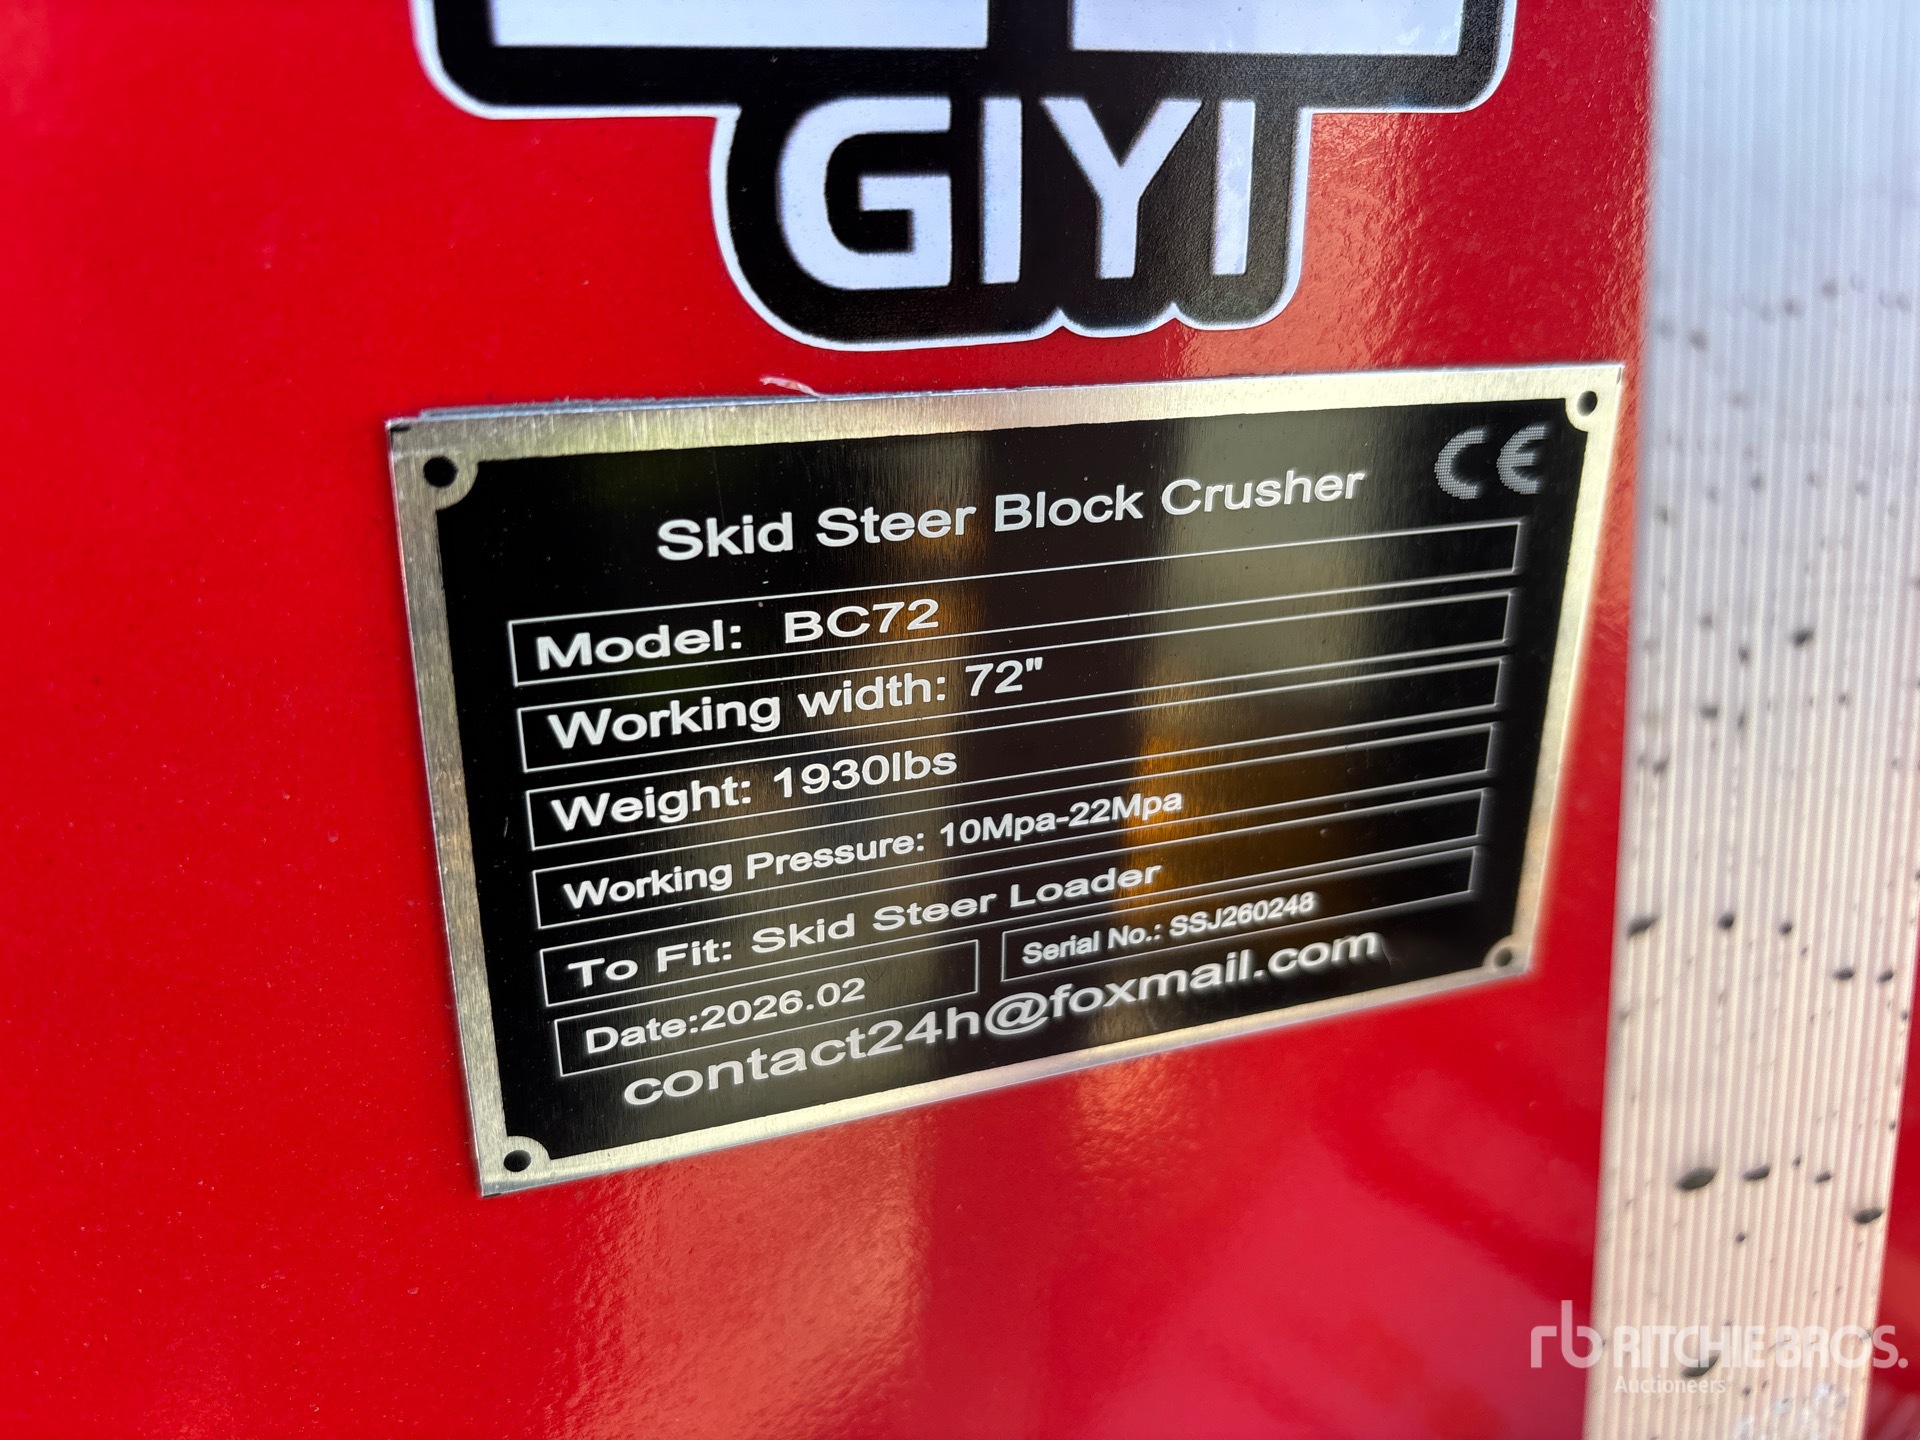 GIYI
CE
Skid Steer Block Crusher
Model: BC72
Working width: 72"
Weight: 1930lbs
Working Pressure: 10Mpa-22Mpa
To Fit: Skid Steer Loader
Date:2026.02
Serial No.: SSJ260248
contact24h@foxmail.com
rb RITCHIE BROS.
Auctioneers